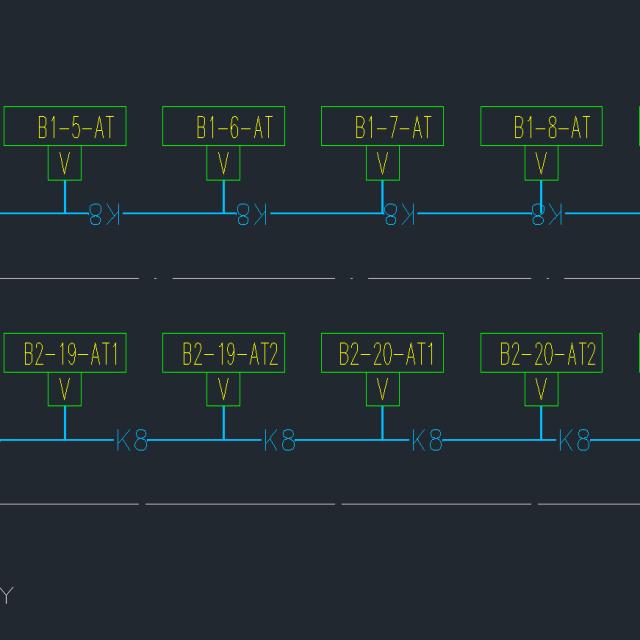 B1-5-AT B1-6-AT B1-7-AT B1-8-AT
V V V V
K8 K8 K8 K8
B2-19-AT1 B2-19-AT2 B2-20-AT1 B2-20-AT2
V V V V
K8 K8 K8 K8
Y